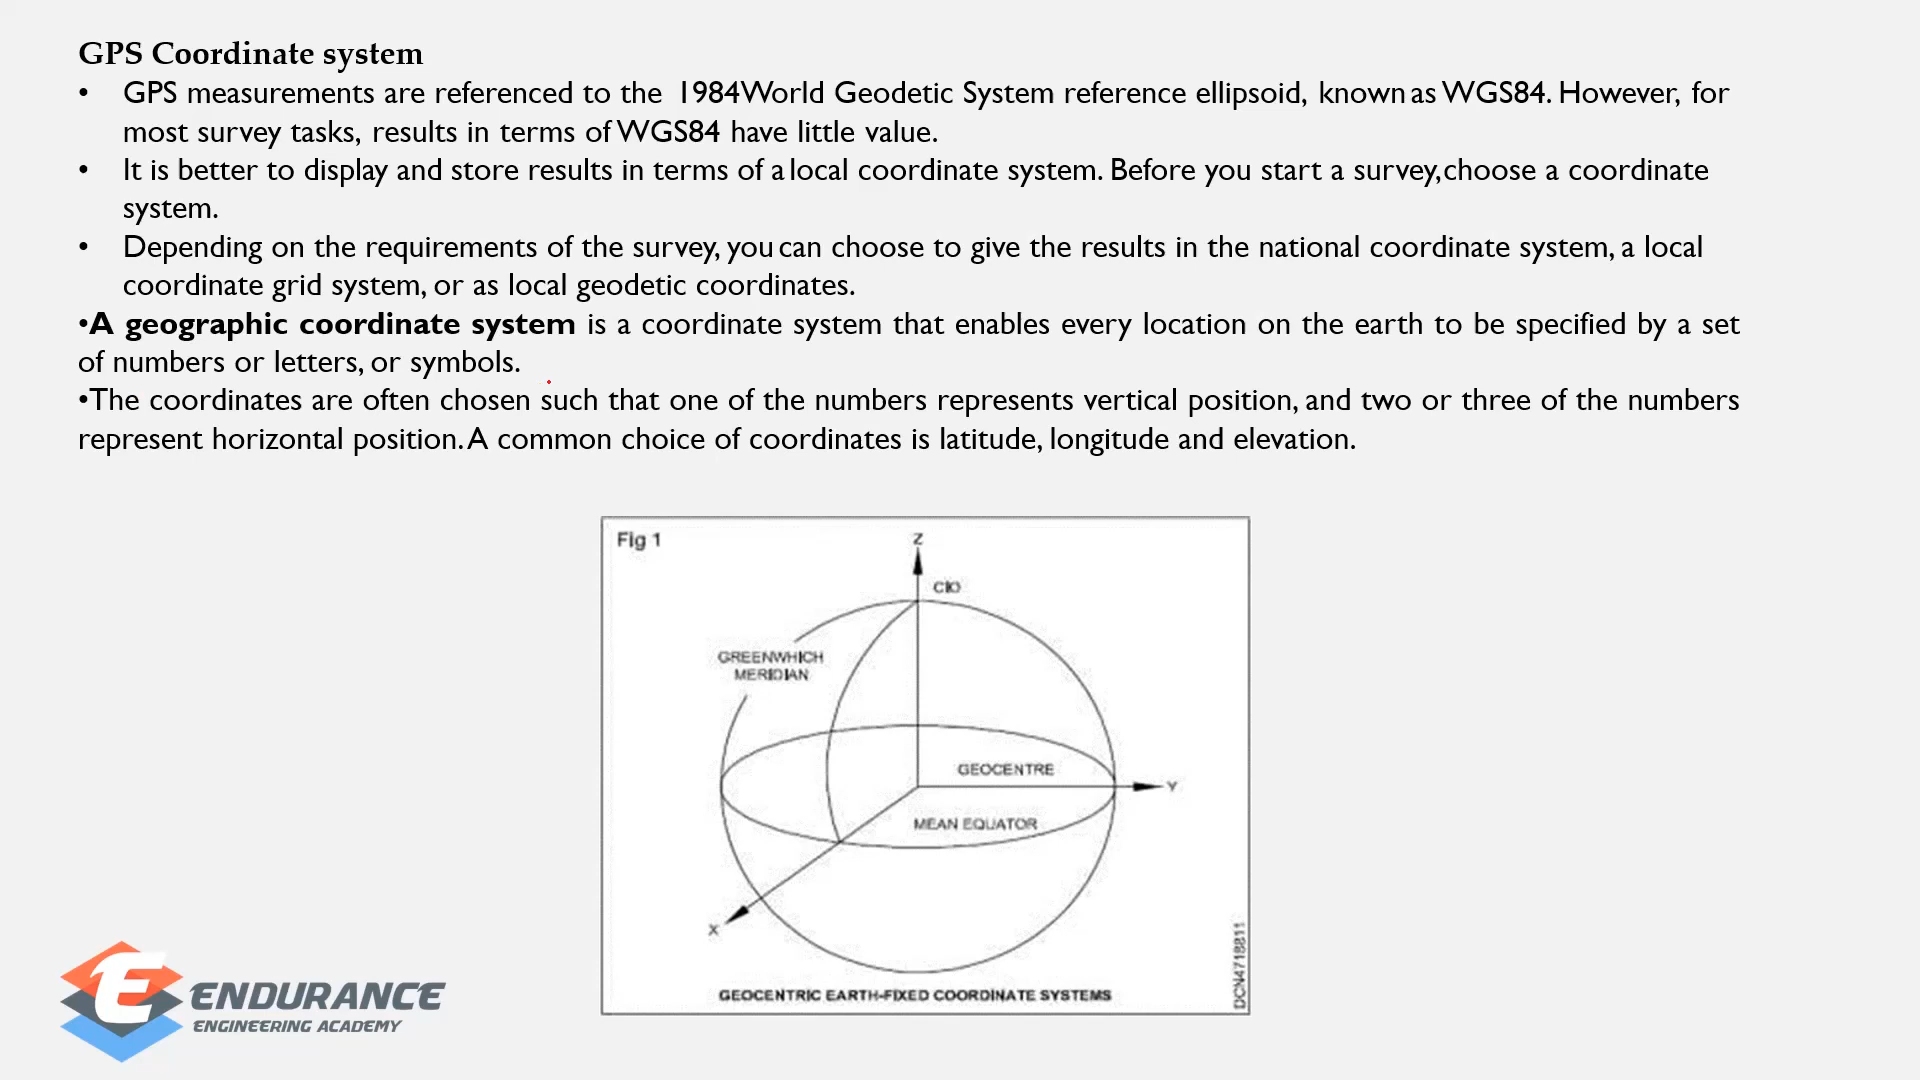 GPS Coordinate system
• GPS measurements are referenced to the 1984World Geodetic System reference ellipsoid, known as WGS84. However, for
most survey tasks, results in terms of WGS84 have little value.
• It is better to display and store results in terms of a local coordinate system. Before you start a survey,choose a coordinate
system.
• Depending on the requirements of the survey, you can choose to give the results in the national coordinate system, a local
coordinate grid system, or as local geodetic coordinates.
•A geographic coordinate system is a coordinate system that enables every location on the earth to be specified by a set
of numbers or letters, or symbols.
•The coordinates are often chosen such that one of the numbers represents vertical position, and two or three of the numbers
represent horizontal position. A common choice of coordinates is latitude, longitude and elevation.
Fig 1
Z
CIO
GREENWHICH
MERIDIAN
GEOCENTRE
Y
MEAN EQUATOR
X
GEOCENTRIC EARTH-FIXED COORDINATE SYSTEMS
DCN4718811
E ENDURANCE
ENGINEERING ACADEMY